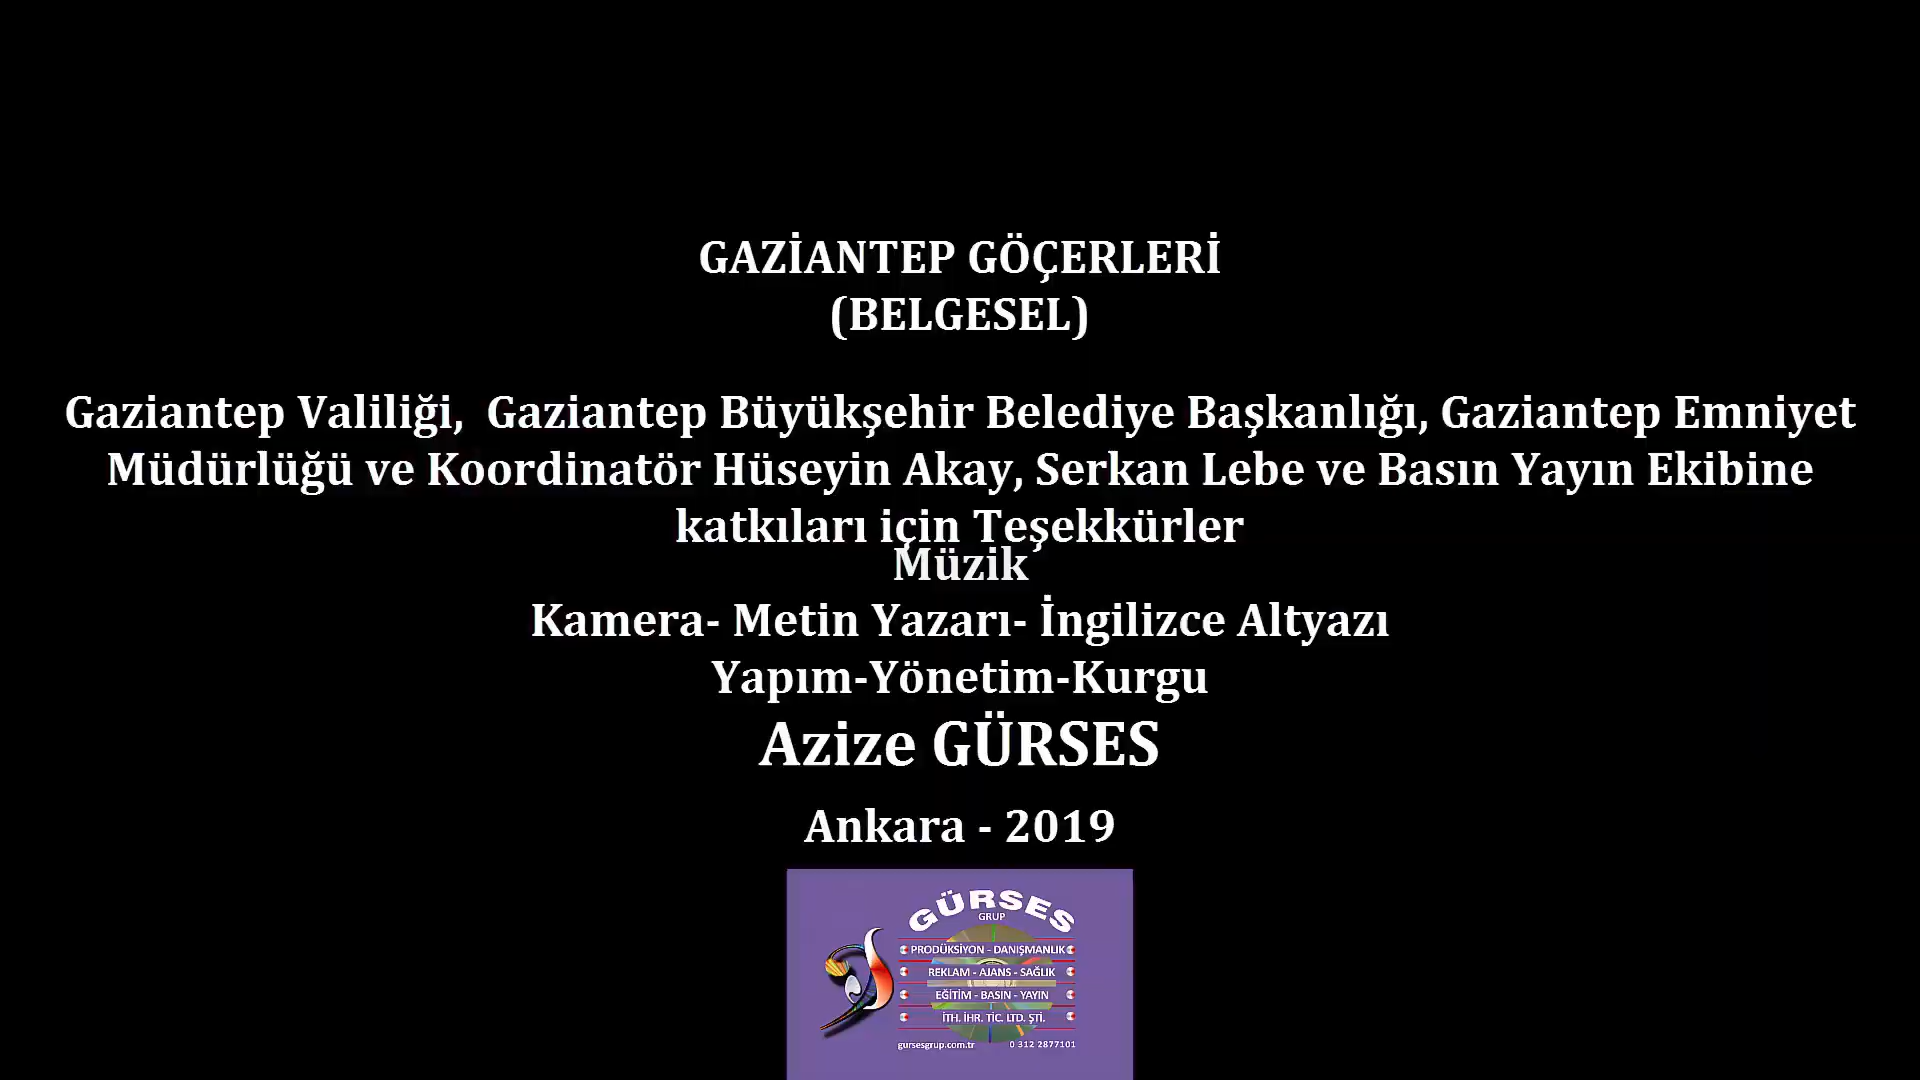 GAZİANTEP GÖÇERLERİ
(BELGESEL)
Gaziantep Valiliği,  Gaziantep Büyükşehir Belediye Başkanlığı, Gaziantep Emniyet
Müdürlüğü ve Koordinatör Hüseyin Akay, Serkan Lebe ve Basın Yayın Ekibine
katkıları için Teşekkürler
Müzik
Kamera- Metin Yazarı- İngilizce Altyazı
Yapım-Yönetim-Kurgu
Azize GÜRSES
Ankara - 2019
GÜRSES
GRUP
PRODÜKSİYON - DANIŞMANLIK
REKLAM - AJANS - SAĞLIK
EĞİTİM - BASIN - YAYIN
İTH. İHR. TİC. LTD. ŞTİ.
gursesgrup.com.tr 0 312 2877101